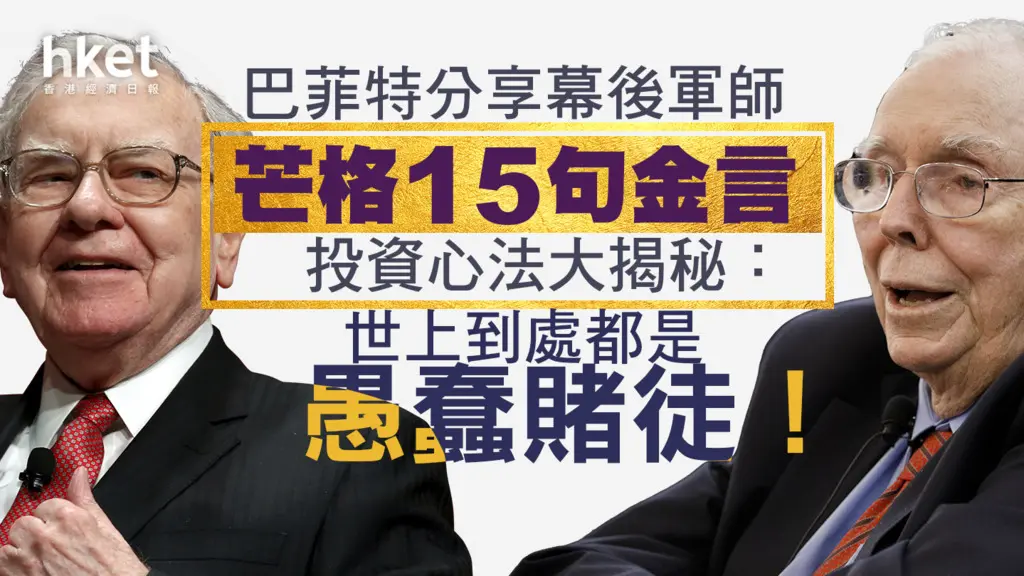 hket
香港經濟日報
巴菲特分享幕後軍師
芒格15句金言
投資心法大揭秘：
世上到處都是
愚蠢賭徒！